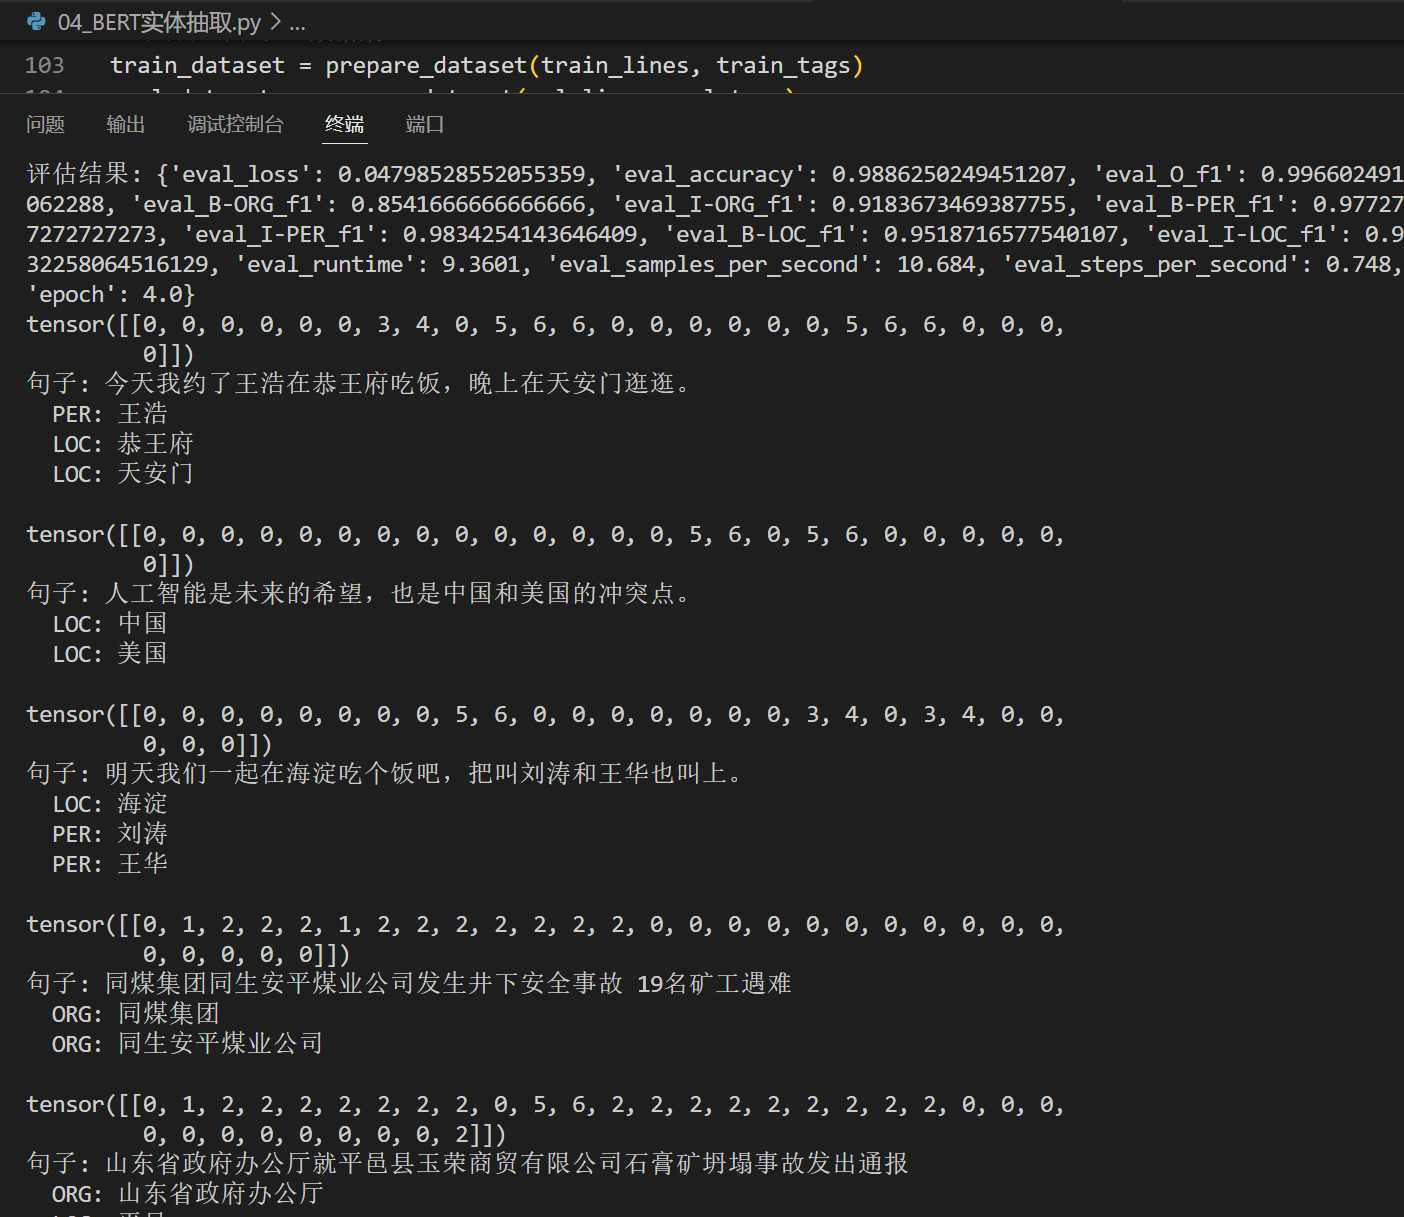 04_BERT实体抽取.py > ...
103 train_dataset = prepare_dataset(train_lines, train_tags)
问题 输出 调试控制台 终端 端口
评估结果: {'eval_loss': 0.04798528552055359, 'eval_accuracy': 0.9886250249451207, 'eval_O_f1': 0.996602491
062288, 'eval_B-ORG_f1': 0.8541666666666666, 'eval_I-ORG_f1': 0.9183673469387755, 'eval_B-PER_f1': 0.97727
7272727273, 'eval_I-PER_f1': 0.9834254143646409, 'eval_B-LOC_f1': 0.9518716577540107, 'eval_I-LOC_f1': 0.9
32258064516129, 'eval_runtime': 9.3601, 'eval_samples_per_second': 10.684, 'eval_steps_per_second': 0.748,
'epoch': 4.0}
tensor([[0, 0, 0, 0, 0, 0, 3, 4, 0, 5, 6, 6, 0, 0, 0, 0, 0, 0, 5, 6, 6, 0, 0, 0,
0]])
句子: 今天我约了王浩在恭王府吃饭，晚上在天安门逛逛。
PER: 王浩
LOC: 恭王府
LOC: 天安门
tensor([[0, 0, 0, 0, 0, 0, 0, 0, 0, 0, 0, 0, 0, 0, 5, 6, 0, 5, 6, 0, 0, 0, 0, 0,
0]])
句子: 人工智能是未来的希望，也是中国和美国的冲突点。
LOC: 中国
LOC: 美国
tensor([[0, 0, 0, 0, 0, 0, 0, 0, 5, 6, 0, 0, 0, 0, 0, 0, 0, 3, 4, 0, 3, 4, 0, 0,
0, 0, 0]])
句子: 明天我们一起在海淀吃个饭吧，把叫刘涛和王华也叫上。
LOC: 海淀
PER: 刘涛
PER: 王华
tensor([[0, 1, 2, 2, 2, 1, 2, 2, 2, 2, 2, 2, 2, 0, 0, 0, 0, 0, 0, 0, 0, 0, 0, 0,
0, 0, 0, 0, 0]])
句子: 同煤集团同生安平煤业公司发生井下安全事故 19名矿工遇难
ORG: 同煤集团
ORG: 同生安平煤业公司
tensor([[0, 1, 2, 2, 2, 2, 2, 2, 2, 0, 5, 6, 2, 2, 2, 2, 2, 2, 2, 2, 2, 0, 0, 0,
0, 0, 0, 0, 0, 0, 0, 0, 2]])
句子: 山东省政府办公厅就平邑县玉荣商贸有限公司石膏矿坍塌事故发出通报
ORG: 山东省政府办公厅